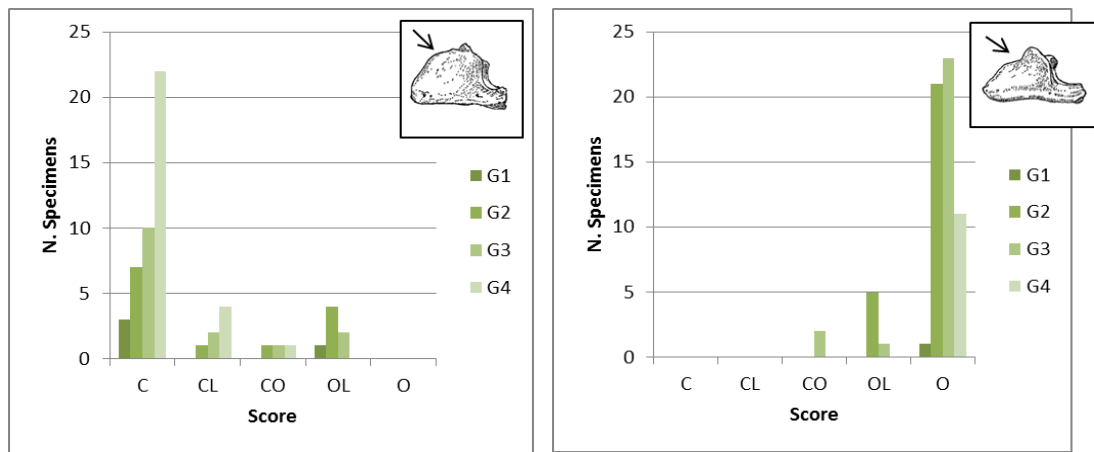 25
20
15
10
5
0
N. Specimens
C CL CO OL O
Score
G1
G2
G3
G4
25
20
15
10
5
0
N. Specimens
C CL CO OL O
Score
G1
G2
G3
G4